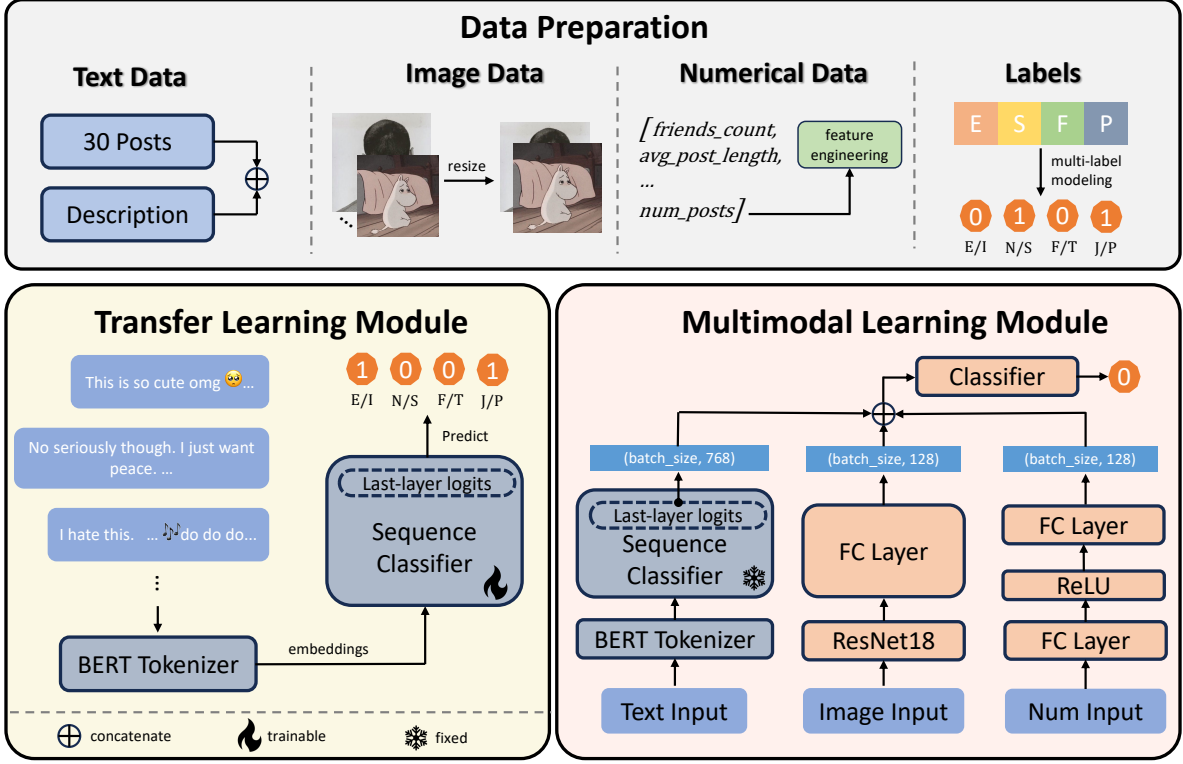 Data Preparation
Text Data
30 Posts
Description
Image Data
resize
...
Numerical Data
[ friends_count,
avg_post_length,
...
num_posts]
feature
engineering
Labels
E S F P
multi-label
modeling
0 1 0 1
E/I N/S F/T J/P
Transfer Learning Module
This is so cute omg 🥺...
No seriously though. I just want
peace. ...
I hate this. ... 🎶do do do...
...
BERT Tokenizer
embeddings
1 0 0 1
E/I N/S F/T J/P
Predict
Last-layer logits
Sequence
Classifier
concatenate
trainable
fixed
Multimodal Learning Module
Classifier
0
(batch_size, 768)
(batch_size, 128)
(batch_size, 128)
Last-layer logits
Sequence
Classifier
BERT Tokenizer
Text Input
FC Layer
ResNet18
Image Input
FC Layer
ReLU
FC Layer
Num Input